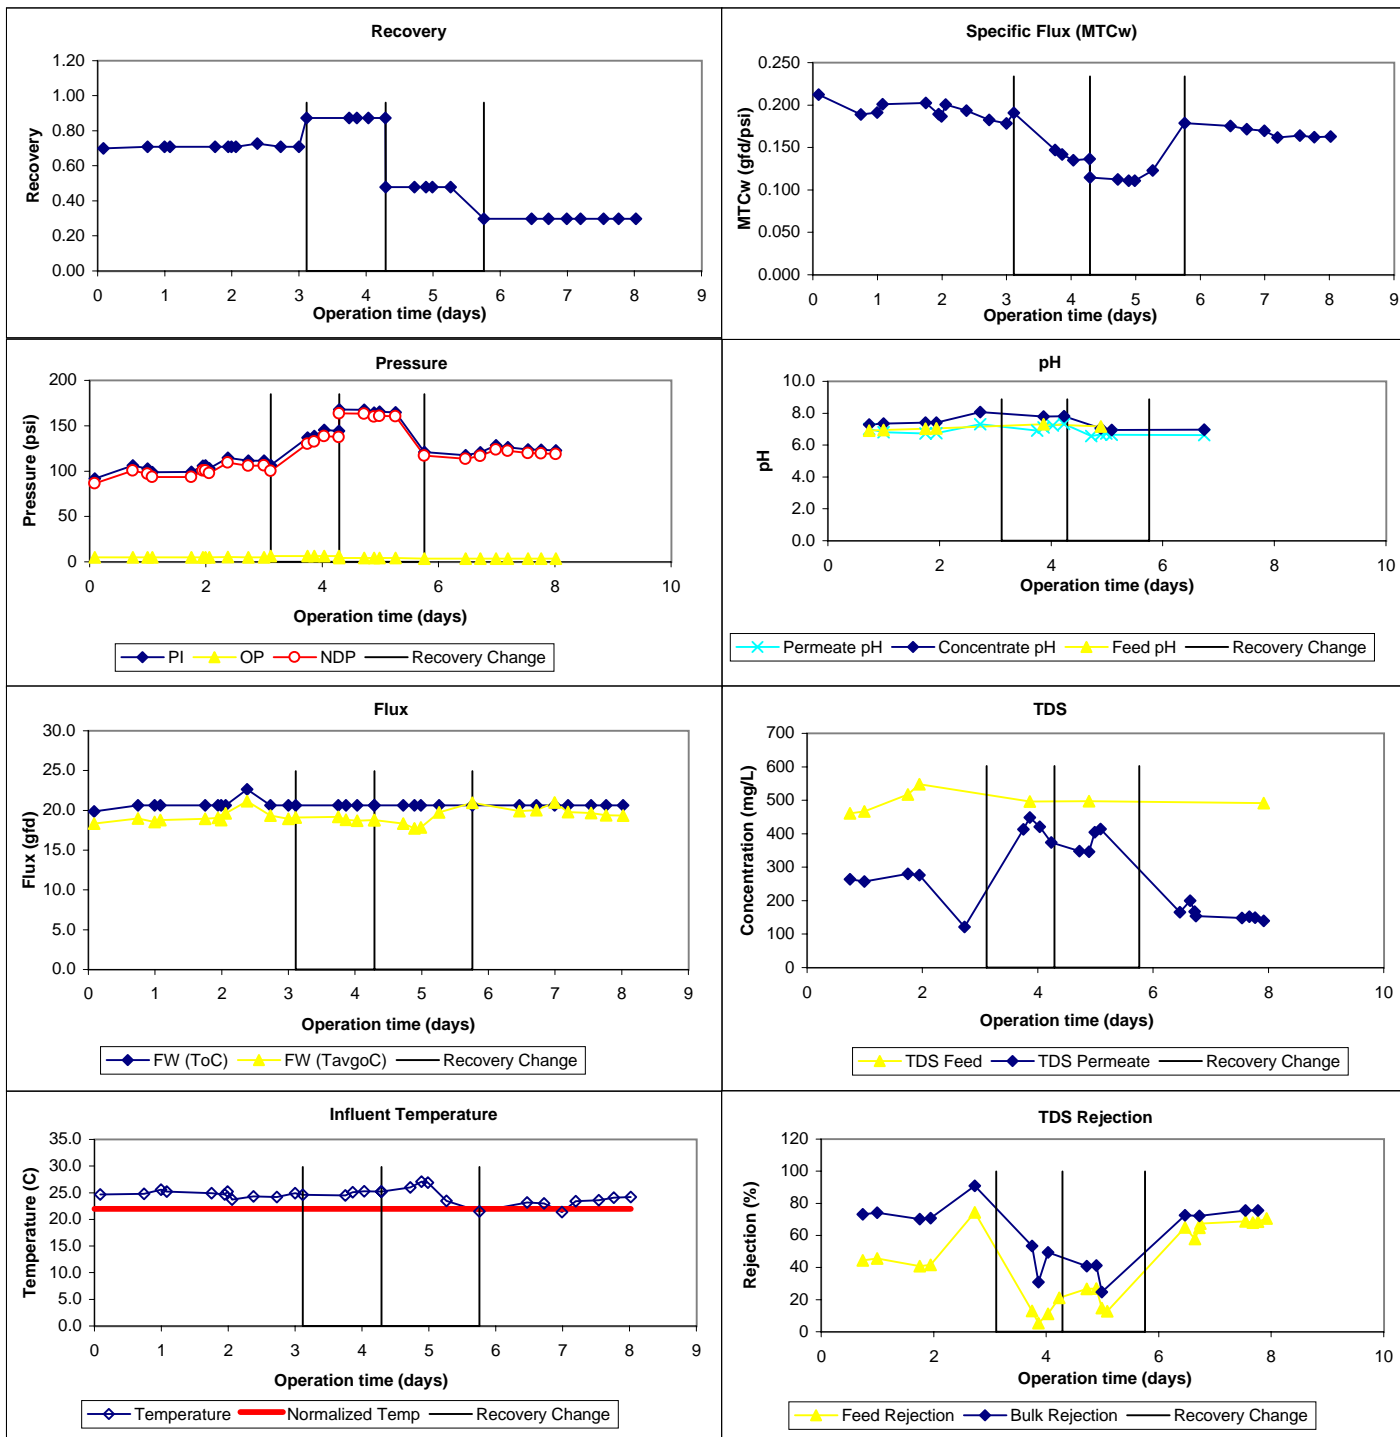 Recovery
1.20
1.00
0.80
0.60
0.40
0.20
0.00
Recovery
0 1 2 3 4 5 6 7 8 9
Operation time (days)
Specific Flux (MTCw)
0.250
0.200
0.150
0.100
0.050
0.000
MTCw (gfd/psi)
0 1 2 3 4 5 6 7 8 9
Operation time (days)
Pressure
200
150
100
50
0
Pressure (psi)
0 2 4 6 8 10
Operation time (days)
PI OP NDP Recovery Change
pH
10.0
8.0
6.0
4.0
2.0
0.0
pH
0 2 4 6 8 10
Operation time (days)
Permeate pH Concentrate pH Feed pH Recovery Change
Flux
30.0
25.0
20.0
15.0
10.0
5.0
0.0
Flux (gfd)
0 1 2 3 4 5 6 7 8 9
Operation time (days)
FW (ToC) FW (TavgoC) Recovery Change
TDS
700
600
500
400
300
200
100
0
Concentration (mg/L)
0 2 4 6 8 10
Operation time (days)
TDS Feed TDS Permeate Recovery Change
Influent Temperature
35.0
30.0
25.0
20.0
15.0
10.0
5.0
0.0
Temperature (C)
0 1 2 3 4 5 6 7 8 9
Operation time (days)
Temperature Normalized Temp Recovery Change
TDS Rejection
120
100
80
60
40
20
0
Rejection (%)
0 2 4 6 8 10
Operation time (days)
Feed Rejection Bulk Rejection Recovery Change